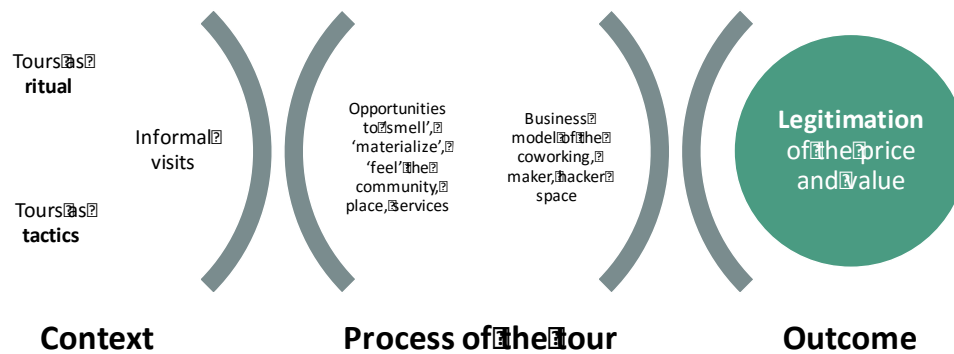 Tours as
ritual
Informal
visits
Tours as
tactics
Opportunities
to 'smell',
'materialize',
'feel' the
community,
place, services
Business
model of the
coworking,
maker, hacker
space
Legitimation
of the price
and value
Context
Process of the tour
Outcome